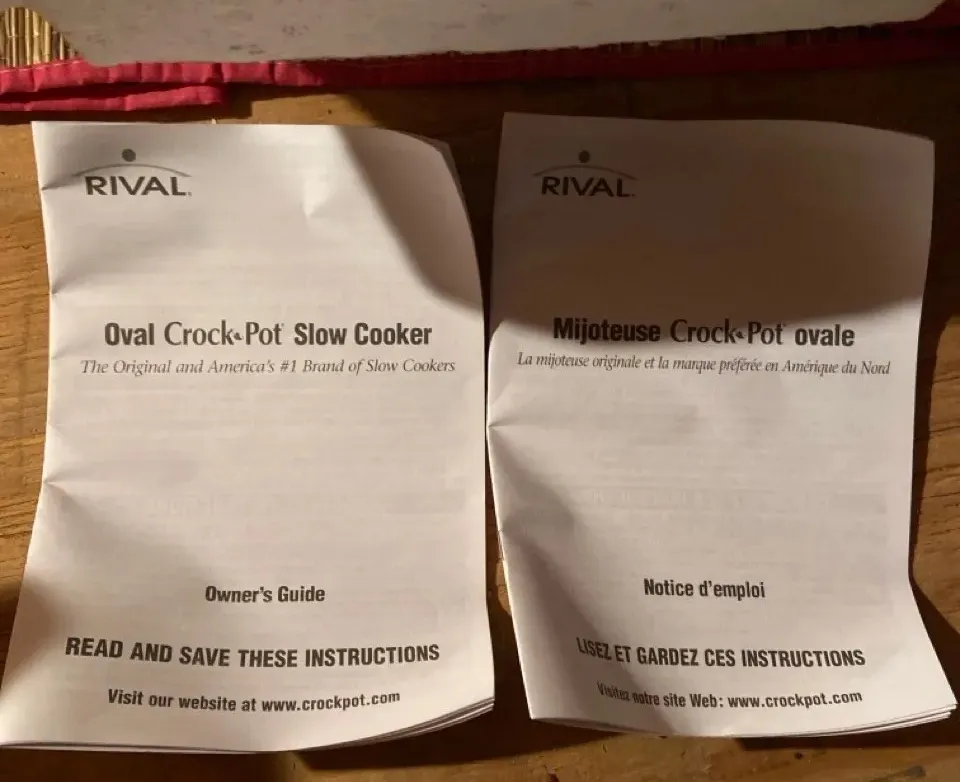 RIVAL
Oval Crock•Pot® Slow Cooker
The Original and America's #1 Brand of Slow Cookers
Owner's Guide
READ AND SAVE THESE INSTRUCTIONS
Visit our website at www.crockpot.com
RIVAL
Mijoteuse Crock•Pot® ovale
La mijoteuse originale et la marque préférée en Amérique du Nord
Notice d'emploi
LISEZ ET GARDEZ CES INSTRUCTIONS
Visitez notre site Web: www.crockpot.com